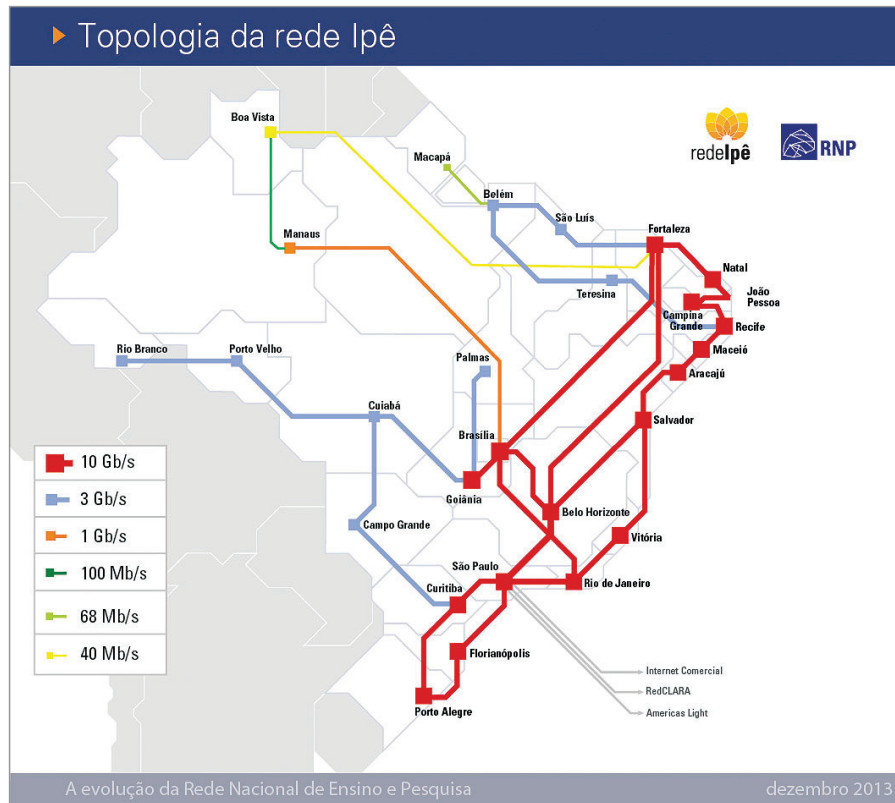 Topologia da rede Ipê
redeIpê
RNP
Boa Vista
Macapá
Belém
São Luís
Fortaleza
Manaus
Natal
João
Pessoa
Teresina
Campina
Grande
Recife
Rio Branco
Porto Velho
Palmas
Maceió
Aracajú
Cuiabá
Salvador
Brasília
10 Gb/s
3 Gb/s
1 Gb/s
100 Mb/s
68 Mb/s
40 Mb/s
Goiânia
Belo Horizonte
Campo Grande
Vitória
São Paulo
Rio de Janeiro
Curitiba
Florianópolis
Porto Alegre
Internet Comercial
RedCLARA
Americas Light
A evolução da Rede Nacional de Ensino e Pesquisa
dezembro 2013